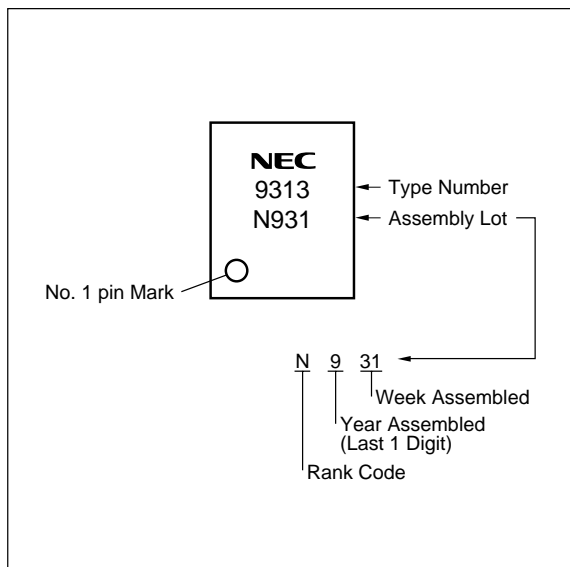 NEC
9313
N931
Type Number
Assembly Lot
No. 1 pin Mark
N 9 31
Week Assembled
Year Assembled
(Last 1 Digit)
Rank Code